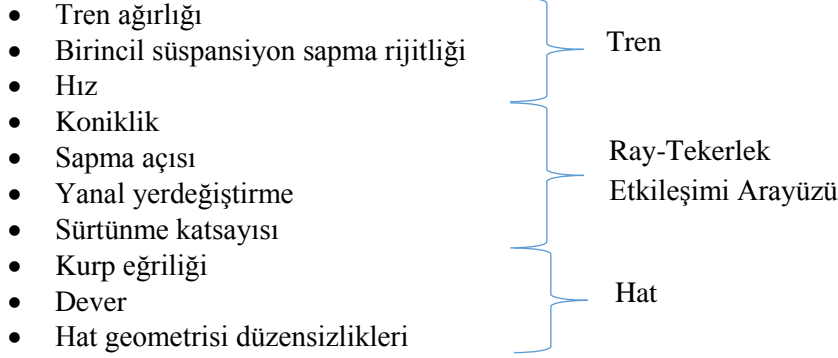 • Tren ağırlığı
• Birincil süspansiyon sapma rijitliği
• Hız
Tren
• Koniklik
• Sapma açısı
• Yanal yerdeğiştirme
• Sürtünme katsayısı
Ray-Tekerlek
Etkileşimi Arayüzü
• Kurp eğriliği
• Dever
• Hat geometrisi düzensizlikleri
Hat